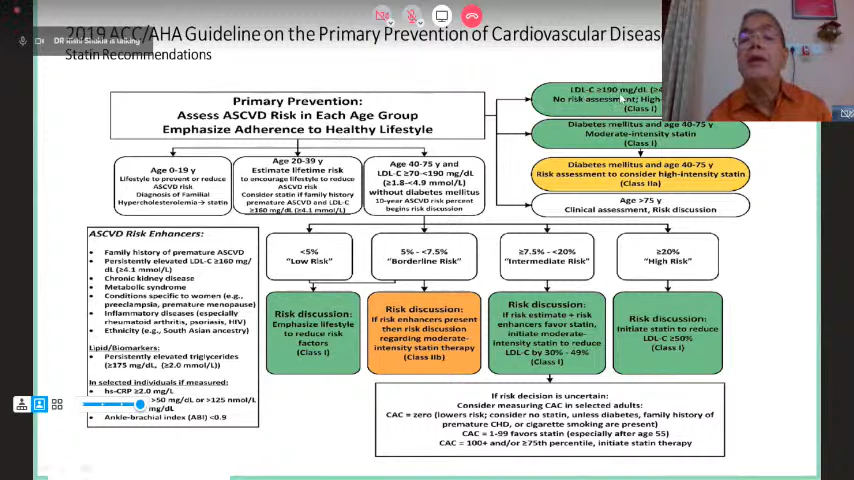 2019 ACC/AHA Guideline on the Primary Prevention of Cardiovascular Diseas
Statin Recommendations
DR Rishi Shukla is talking
Primary Prevention:
Assess ASCVD Risk in Each Age Group
Emphasize Adherence to Healthy Lifestyle
LDL-C ≥190 mg/dL (≥4
No risk assessment; High-
(Class I)
Diabetes mellitus and age 40-75 y
Moderate-intensity statin
(Class I)
Diabetes mellitus and age 40-75 y
Risk assessment to consider high-intensity statin
(Class IIa)
Age >75 y
Clinical assessment, Risk discussion
Age 0-19 y
Lifestyle to prevent or reduce
ASCVD risk
Diagnosis of Familial
Hypercholesterolemia→ statin
Age 20-39 y
Estimate lifetime risk
to encourage lifestyle to reduce
ASCVD risk
Consider statin if family history
premature ASCVD and LDL-C
≥160 mg/dL (≥4.1 mmol/L)
Age 40-75 y and
LDL-C ≥70-<190 mg/dL
(≥1.8-<4.9 mmol/L)
without diabetes mellitus
10-year ASCVD risk percent
begins risk discussion
ASCVD Risk Enhancers:
• Family history of premature ASCVD
• Persistently elevated LDL-C ≥160 mg/
dL (≥4.1 mmol/L)
• Chronic kidney disease
• Metabolic syndrome
• Conditions specific to women (e.g.,
preeclampsia, premature menopause)
• Inflammatory diseases (especially
rheumatoid arthritis, psoriasis, HIV)
• Ethnicity (e.g., South Asian ancestry)
Lipid/Biomarkers:
• Persistently elevated triglycerides
(≥175 mg/dL, (≥2.0 mmol/L))
In selected individuals if measured:
• hs-CRP ≥2.0 mg/L
>50 mg/dL or >125 nmol/L
mg/dL
• Ankle-brachial index (ABI) <0.9
<5%
"Low Risk"
5% - <7.5%
"Borderline Risk"
≥7.5% - <20%
"Intermediate Risk"
≥20%
"High Risk"
Risk discussion:
Emphasize lifestyle
to reduce risk
factors
(Class I)
Risk discussion:
If risk enhancers present
then risk discussion
regarding moderate-
intensity statin therapy
(Class IIb)
Risk discussion:
If risk estimate + risk
enhancers favor statin,
initiate moderate-
intensity statin to reduce
LDL-C by 30% - 49%
(Class I)
Risk discussion:
Initiate statin to reduce
LDL-C ≥50%
(Class I)
If risk decision is uncertain:
Consider measuring CAC in selected adults:
CAC = zero (lowers risk; consider no statin, unless diabetes, family history of
premature CHD, or cigarette smoking are present)
CAC = 1-99 favors statin (especially after age 55)
CAC = 100+ and/or ≥75th percentile, initiate statin therapy